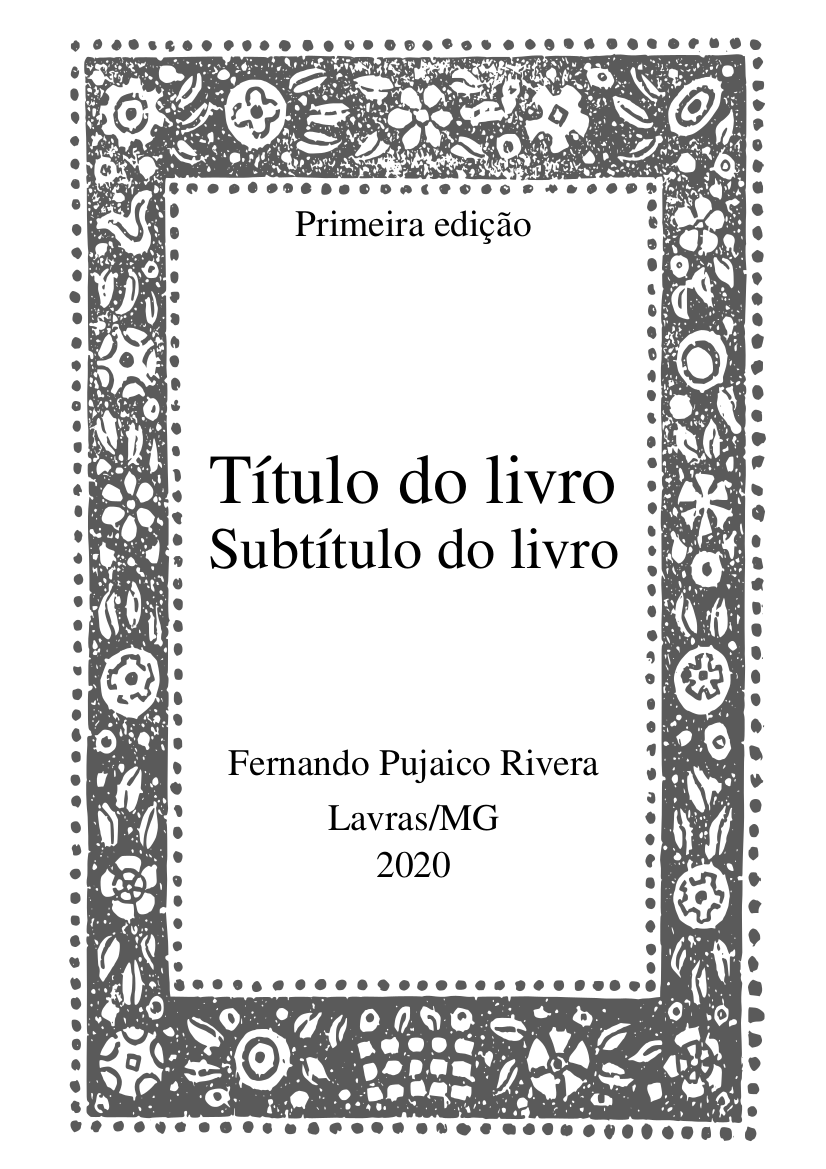 Primeira edição
Título do livro
Subtítulo do livro
Fernando Pujaico Rivera
Lavras/MG
2020